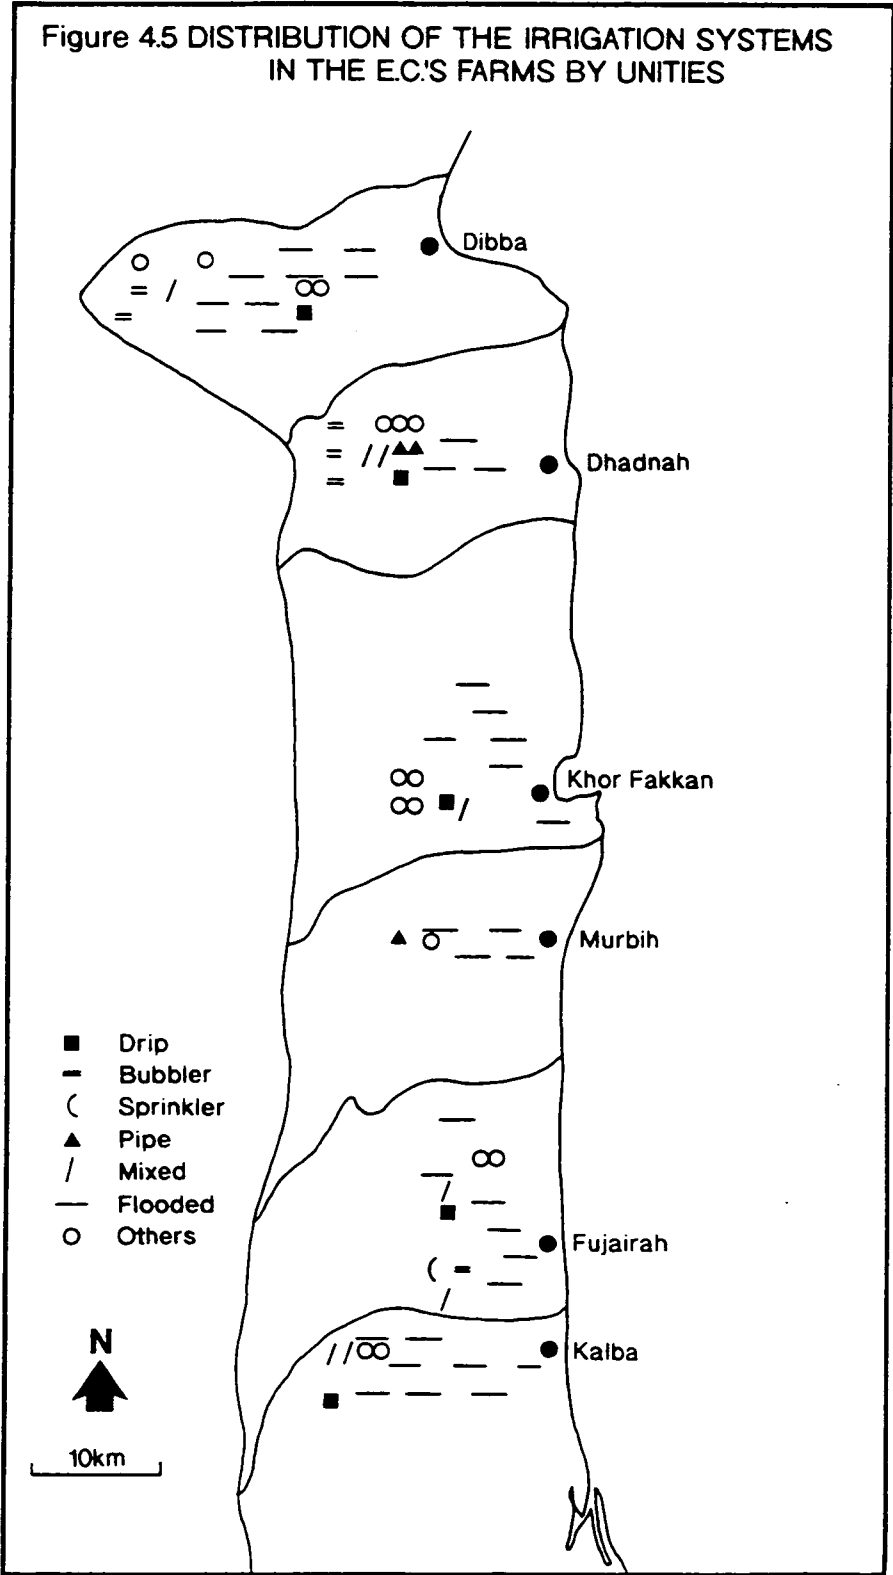 Figure 4.5 DISTRIBUTION OF THE IRRIGATION SYSTEMS
IN THE E.C.'S FARMS BY UNITIES
Dibba
Dhadnah
Khor Fakkan
Murbih
Drip
Bubbler
Sprinkler
Pipe
Mixed
Flooded
Others
Fujairah
Kalba
N
10km